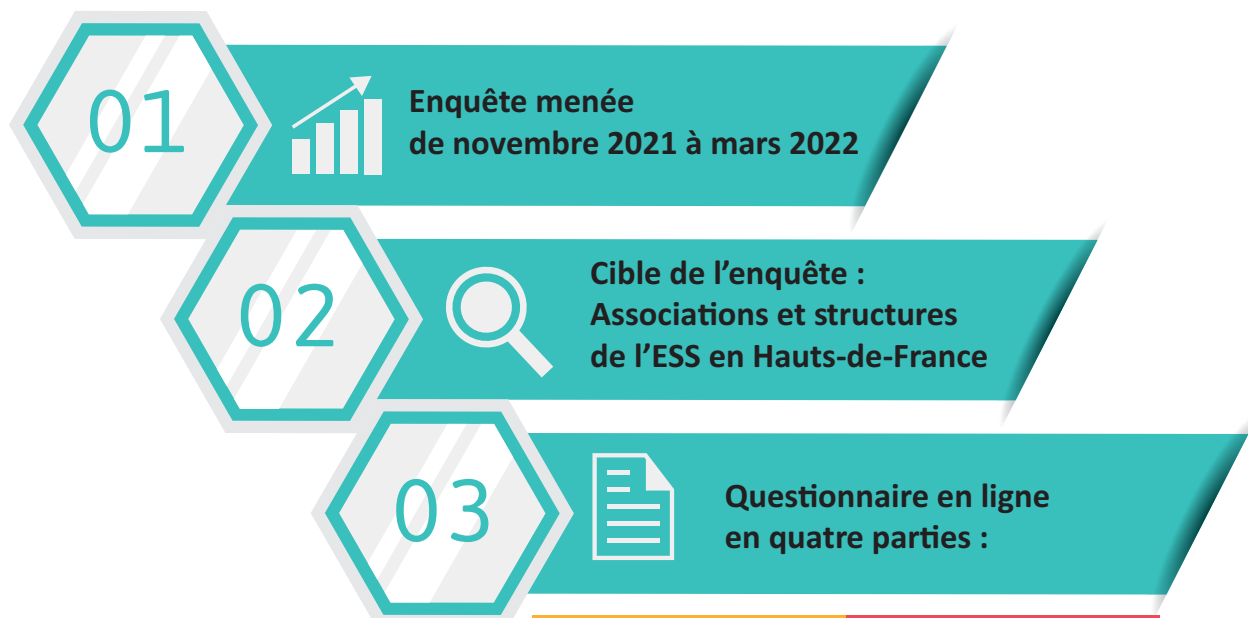 01
Enquête menée
de novembre 2021 à mars 2022
02
Cible de l’enquête :
Associations et structures
de l’ESS en Hauts-de-France
03
Questionnaire en ligne
en quatre parties :